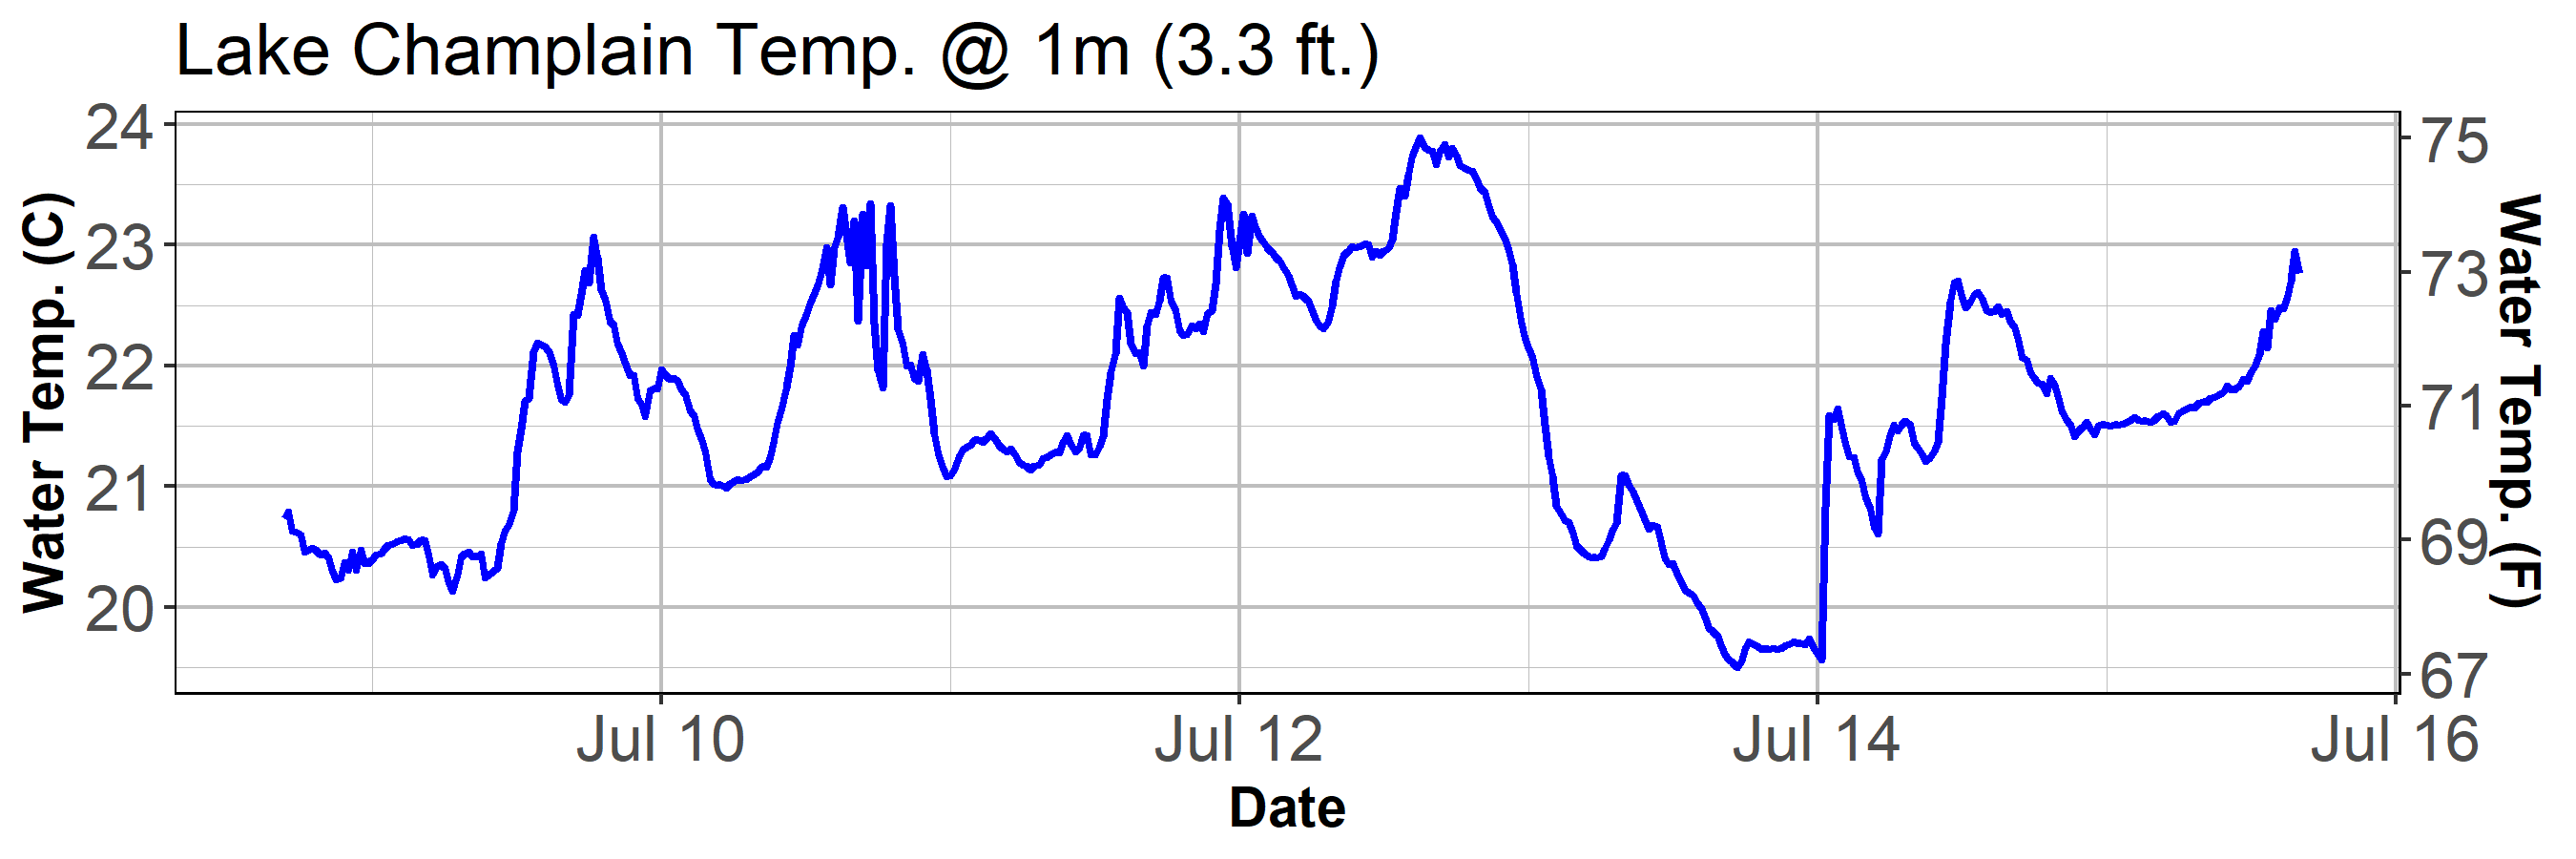 Lake Champlain Temp. @ 1m (3.3 ft.)
Water Temp. (C)
24
23
22
21
20
75
73
71
69
67
Water Temp. (F)
Jul 10
Jul 12
Jul 14
Jul 16
Date